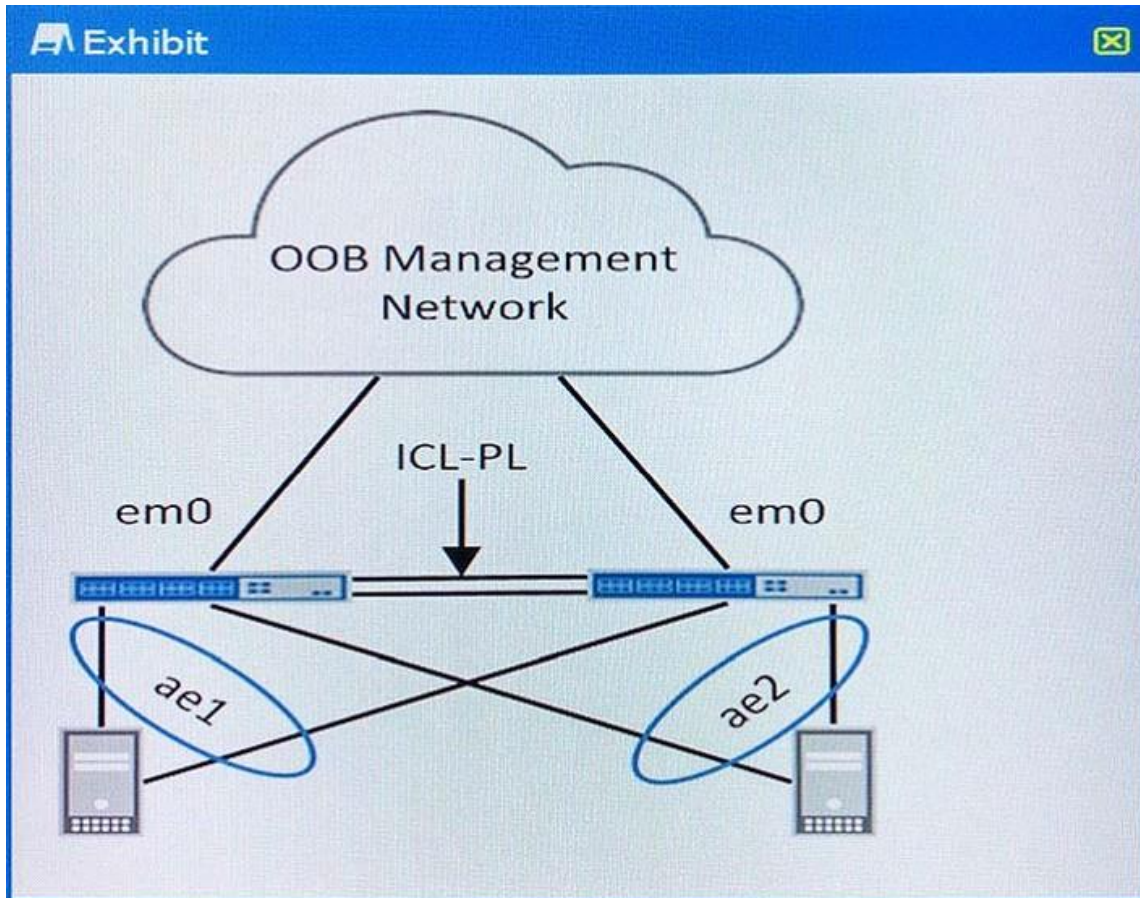 Exhibit
OOB Management
Network
ICL-PL
em0
em0
ae1
ae2